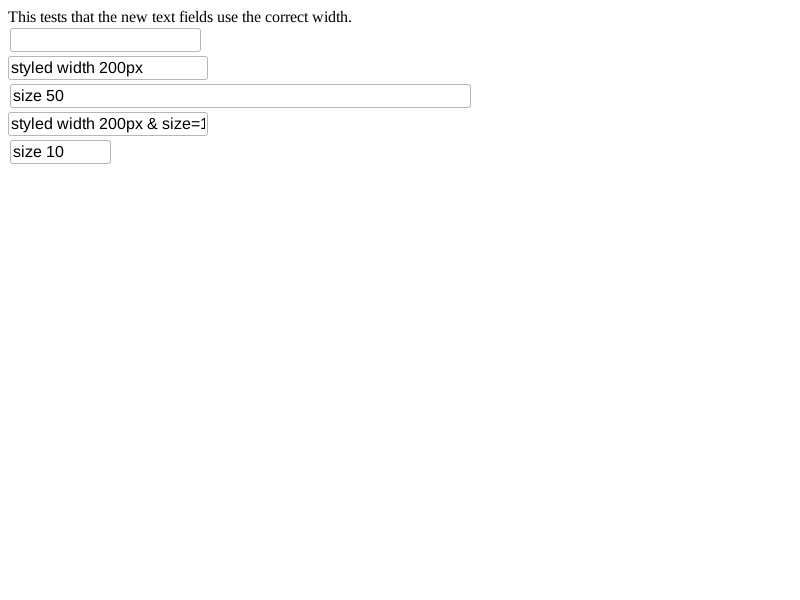 This tests that the new text fields use the correct width.
styled width 200px
size 50
styled width 200px & size=1
size 10